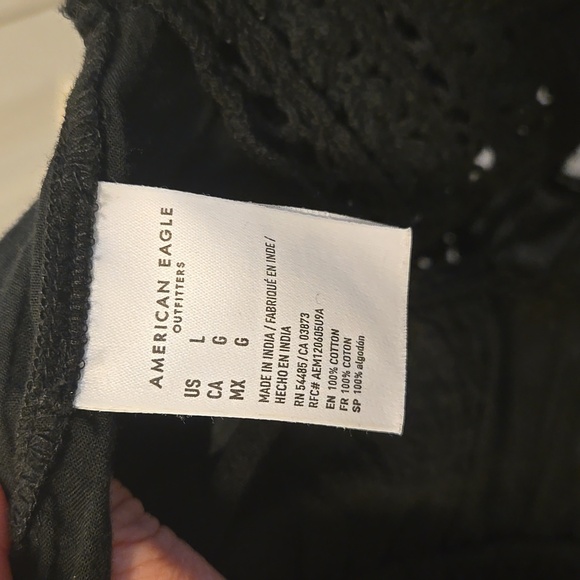 AMERICAN EAGLE
OUTFITTERS
US L
CA G
MX G
MADE IN INDIA / FABRIQUÉ EN INDE /
HECHO EN INDIA
RN 54485 / CA 03873
RFC# AEM120605U9A
EN 100% COTTON
FR 100% COTON
SP 100% algodón